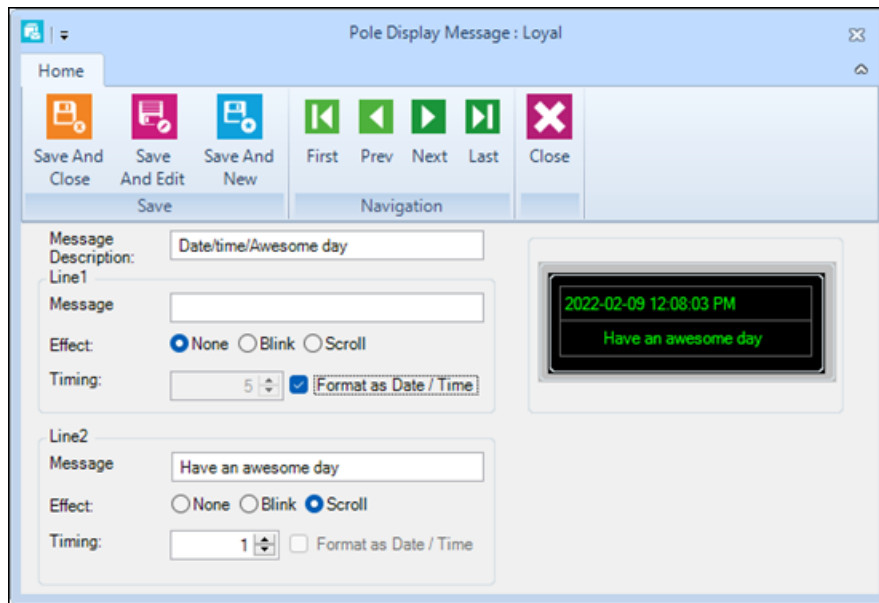 Pole Display Message : Loyal
Home
Save And Close
Save And Edit
Save And New
First
Prev
Next
Last
Close
Save
Navigation
Message Description:
Date/time/Awesome day
Line1
Message
Effect:
None
Blink
Scroll
Timing:
5
Format as Date / Time
2022-02-09 12:08:03 PM
Have an awesome day
Line2
Message
Have an awesome day
Effect:
None
Blink
Scroll
Timing:
1
Format as Date / Time